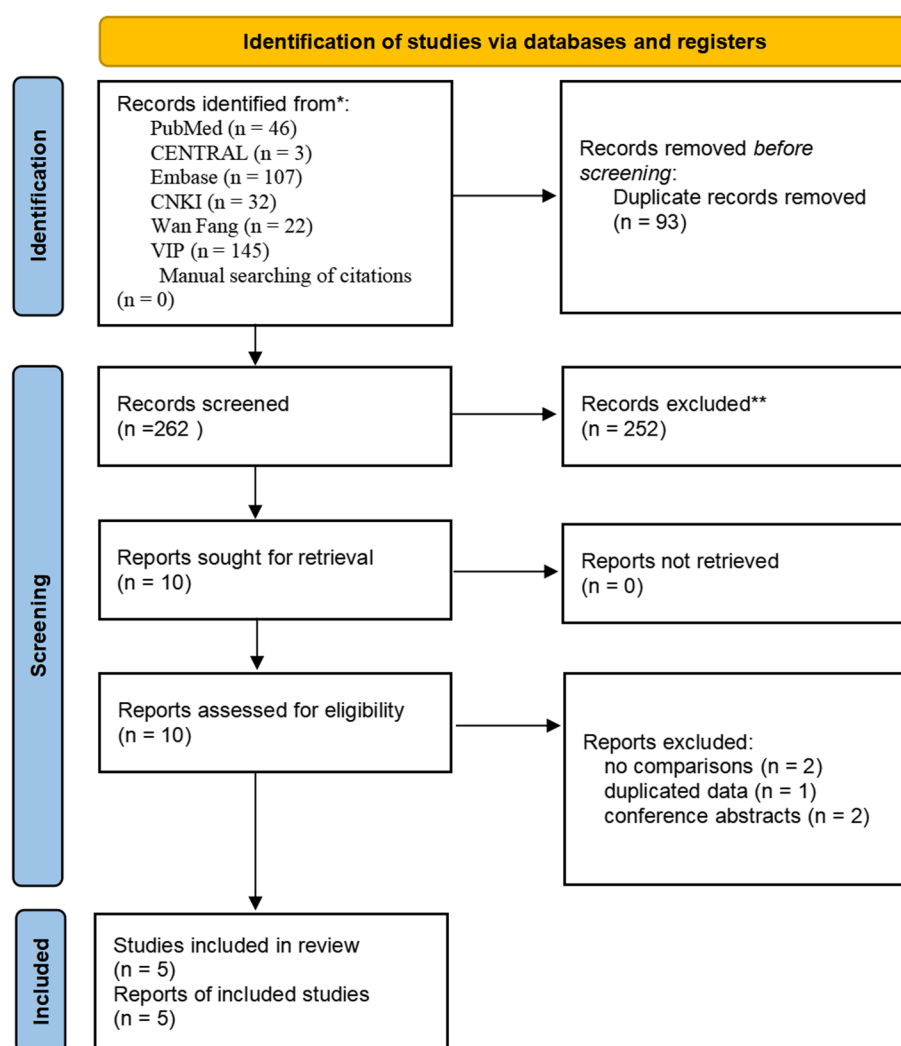 Identification of studies via databases and registers
Identification
Records identified from*:
PubMed (n = 46)
CENTRAL (n = 3)
Embase (n = 107)
CNKI (n = 32)
Wan Fang (n = 22)
VIP (n = 145)
Manual searching of citations
(n = 0)
Records removed before
screening:
Duplicate records removed
(n = 93)
Screening
Records screened
(n =262 )
Records excluded**
(n = 252)
Reports sought for retrieval
(n = 10)
Reports not retrieved
(n = 0)
Reports assessed for eligibility
(n = 10)
Reports excluded:
no comparisons (n = 2)
duplicated data (n = 1)
conference abstracts (n = 2)
Included
Studies included in review
(n = 5)
Reports of included studies
(n = 5)